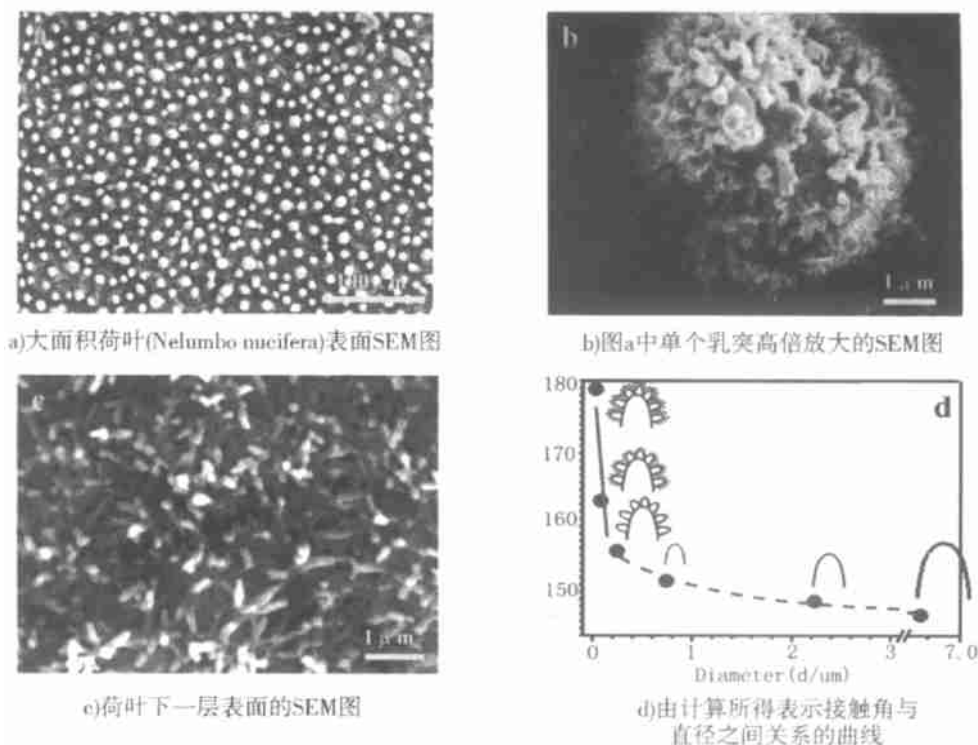 b
1μm
a)大面积荷叶(Nelumbo nucifera)表面SEM图
b)图a中单个乳突高倍放大的SEM图
c
1μm
c)荷叶下一层表面的SEM图
180
170
160
150
d
0
1
2
3
7.0
Diameter(d/um)
d)由计算所得表示接触角与
直径之间关系的曲线